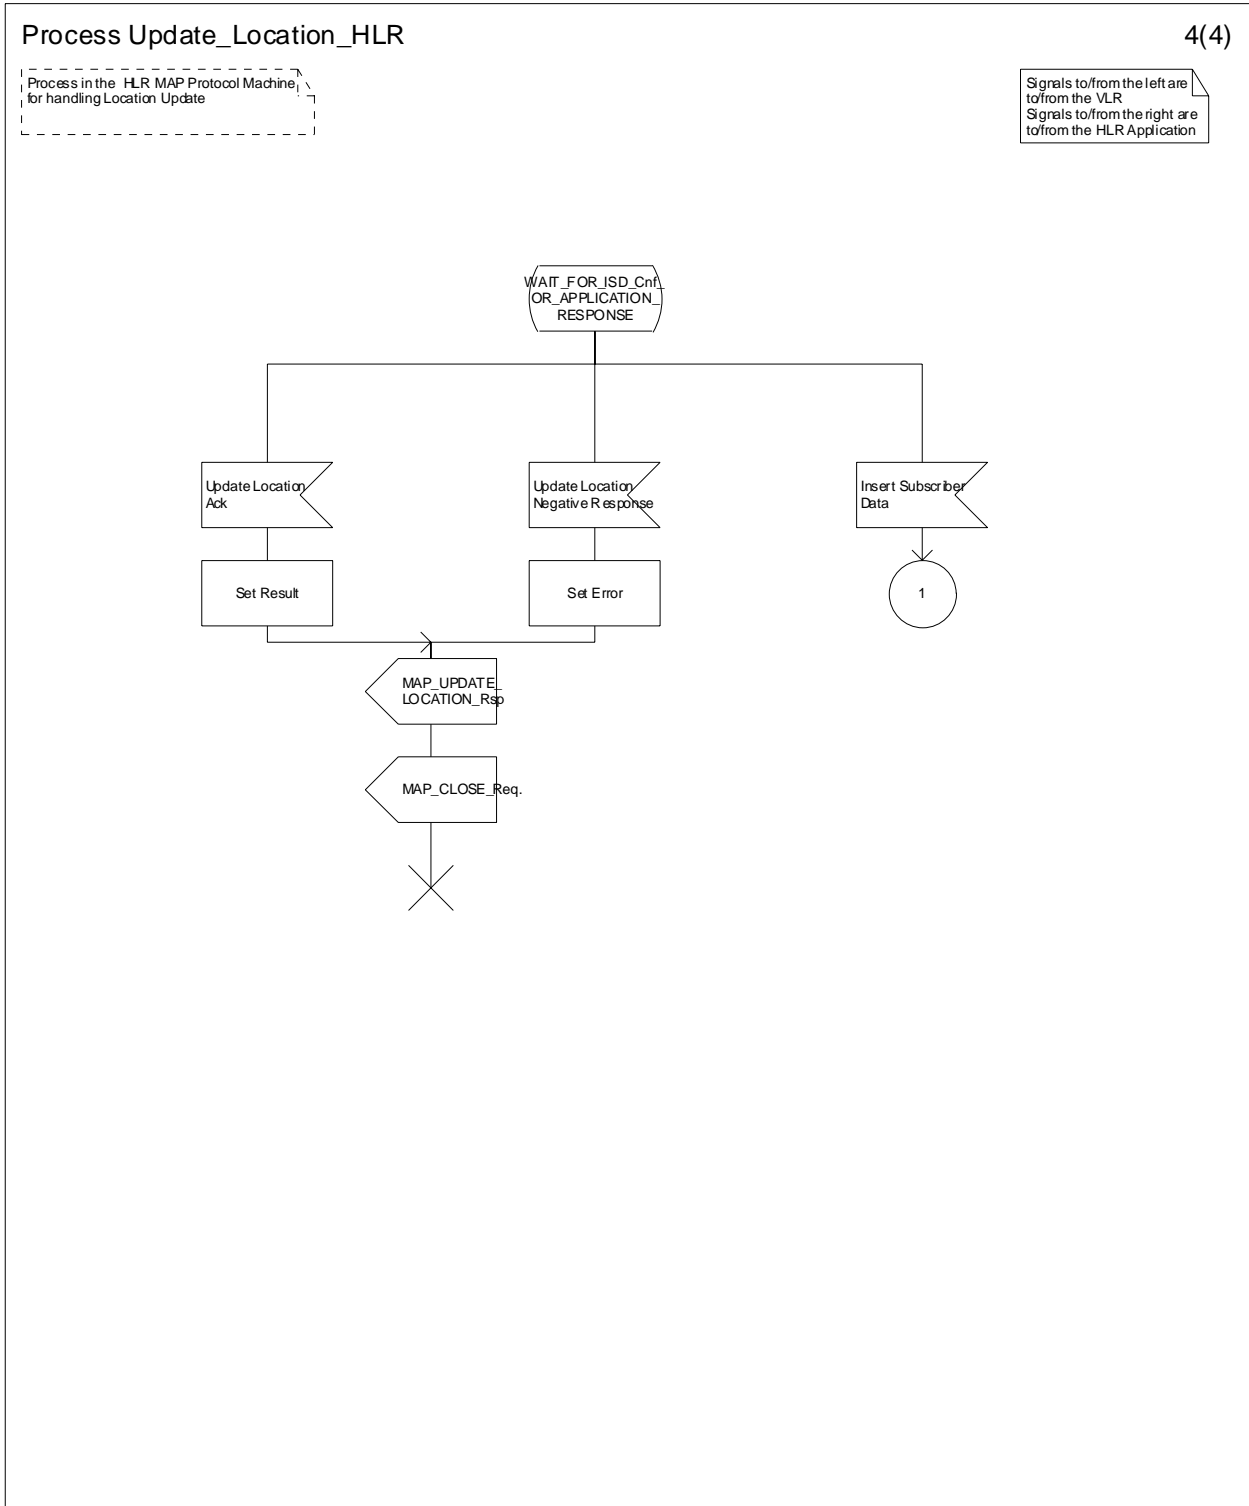 Process Update_Location_HLR
4(4)
Process in the HLR MAP Protocol Machine
for handling Location Update
Signals to/from the left are
to/from the VLR
Signals to/from the right are
to/from the HLR Application
WAIT_FOR_ISD_Cnf_
OR_APPLICATION_
RESPONSE
Update Location
Ack
Update Location
Negative Response
Insert Subscriber
Data
Set Result
Set Error
1
MAP_UPDATE_
LOCATION_Rsp
MAP_CLOSE_Req.